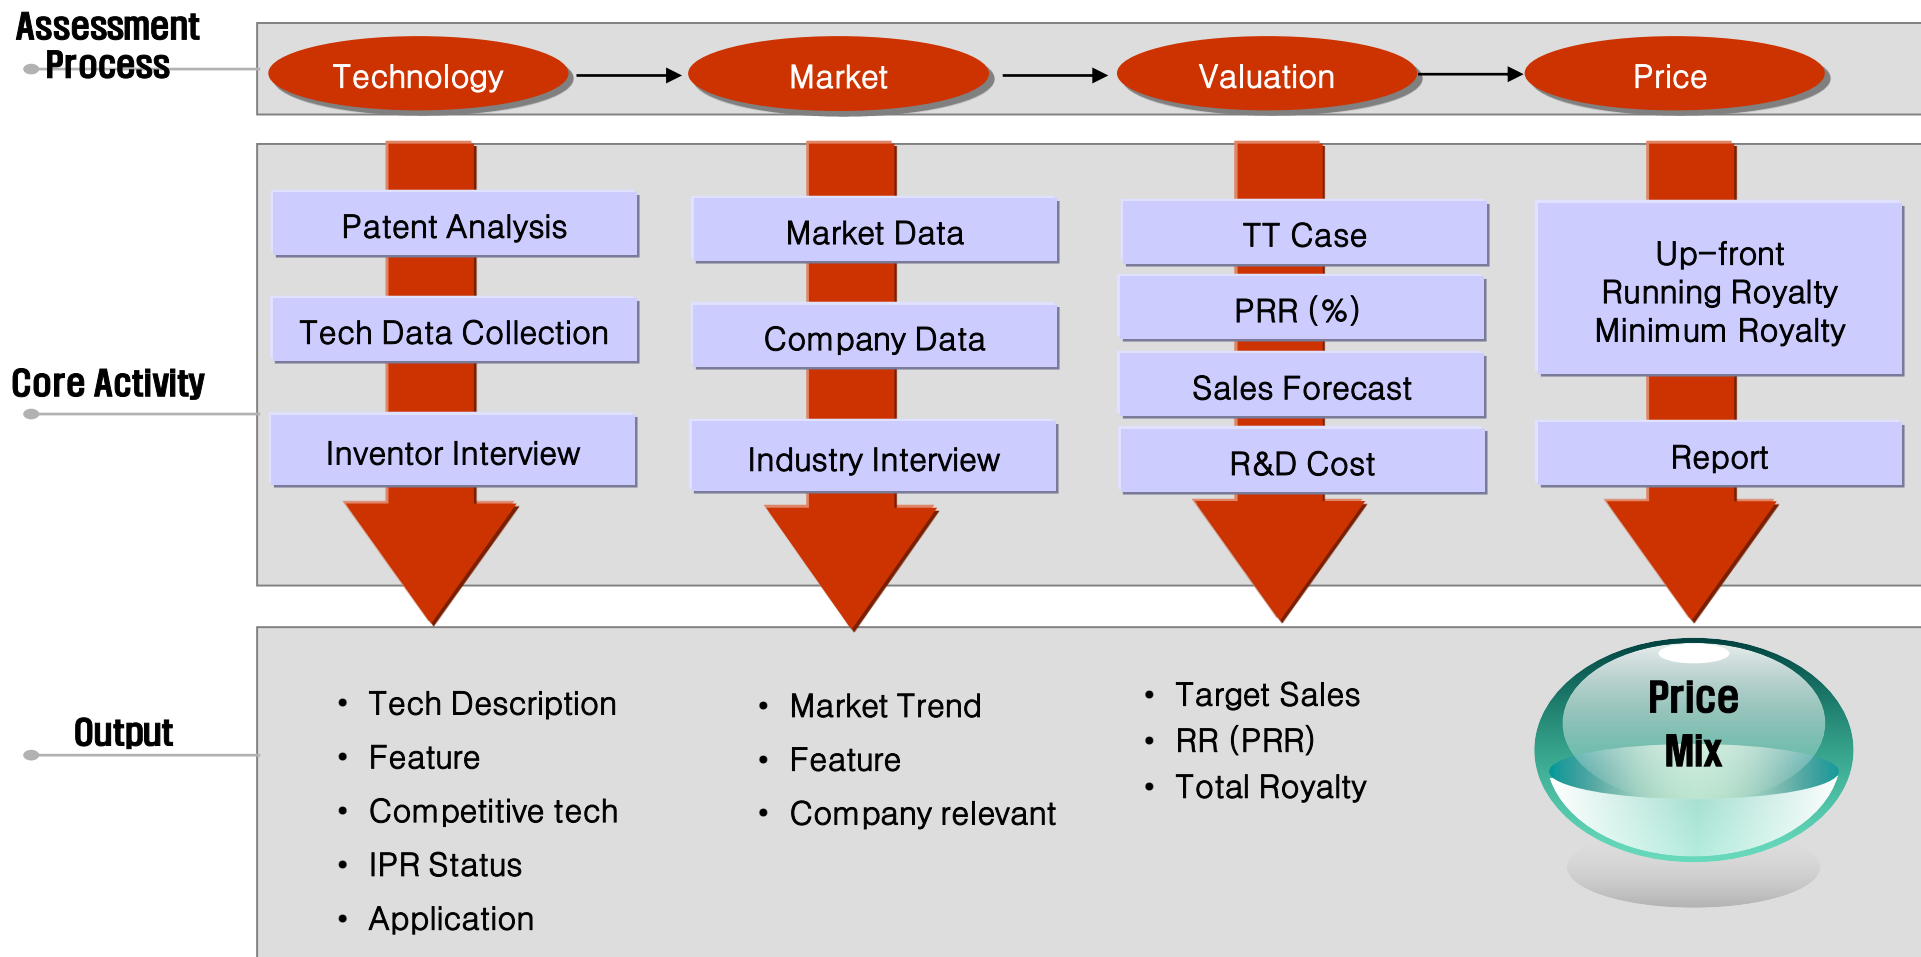 Assessment
Process
Technology
Market
Valuation
Price
Core Activity
Patent Analysis
Tech Data Collection
Inventor Interview
Market Data
Company Data
Industry Interview
TT Case
PRR (%)
Sales Forecast
R&D Cost
Up-front
Running Royalty
Minimum Royalty
Report
Output
• Tech Description
• Feature
• Competitive tech
• IPR Status
• Application
• Market Trend
• Feature
• Company relevant
• Target Sales
• RR (PRR)
• Total Royalty
Price
Mix